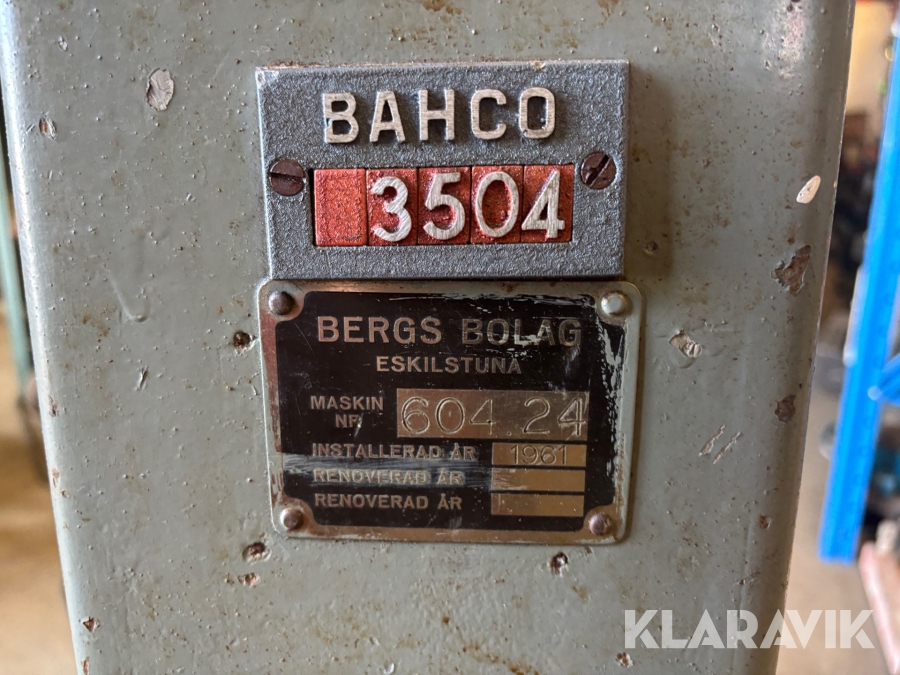 BAHCO
3504
BERGS BOLAG
ESKILSTUNA
MASKIN NR 604.24
INSTALLERAD ÅR 1961
RENOVERAD ÅR
RENOVERAD ÅR
KLARAVIK